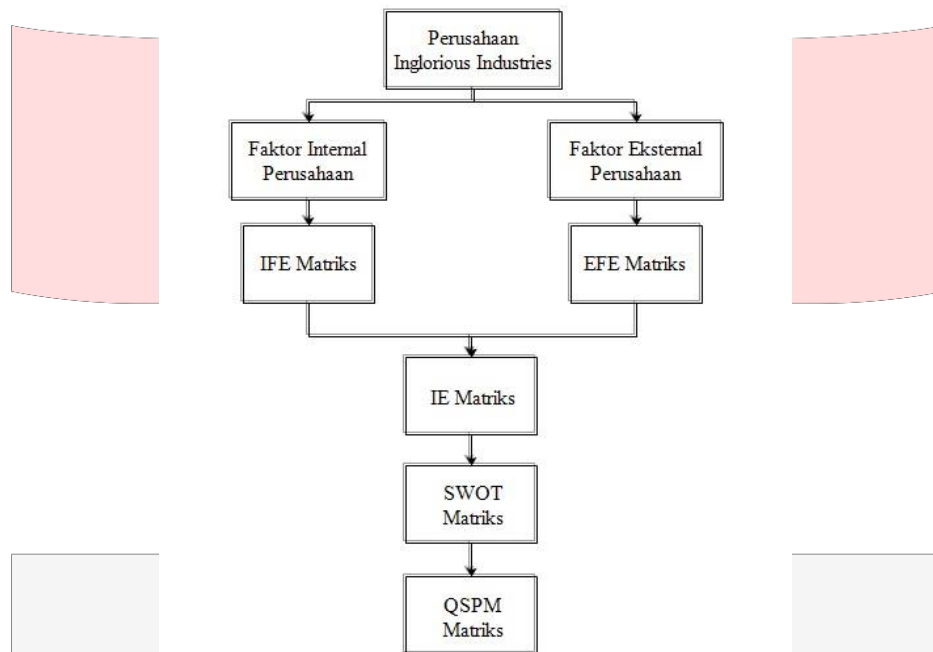 Perusahaan
Inglorious Industries
Faktor Internal
Perusahaan
Faktor Eksternal
Perusahaan
IFE Matriks
EFE Matriks
IE Matriks
SWOT
Matriks
QSPM
Matriks